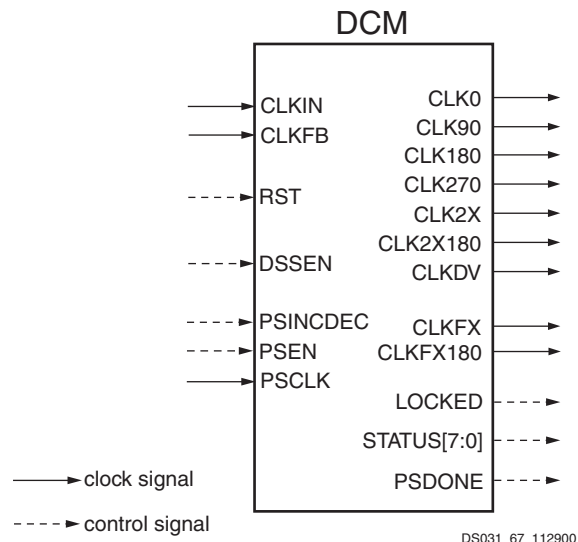 DCM
CLKIN
CLKFB
RST
DSSEN
PSINCDEC
PSEN
PSCLK
CLK0
CLK90
CLK180
CLK270
CLK2X
CLK2X180
CLKDV
CLKFX
CLKFX180
LOCKED
STATUS[7:0]
PSDONE
clock signal
control signal
DS031_67_112900